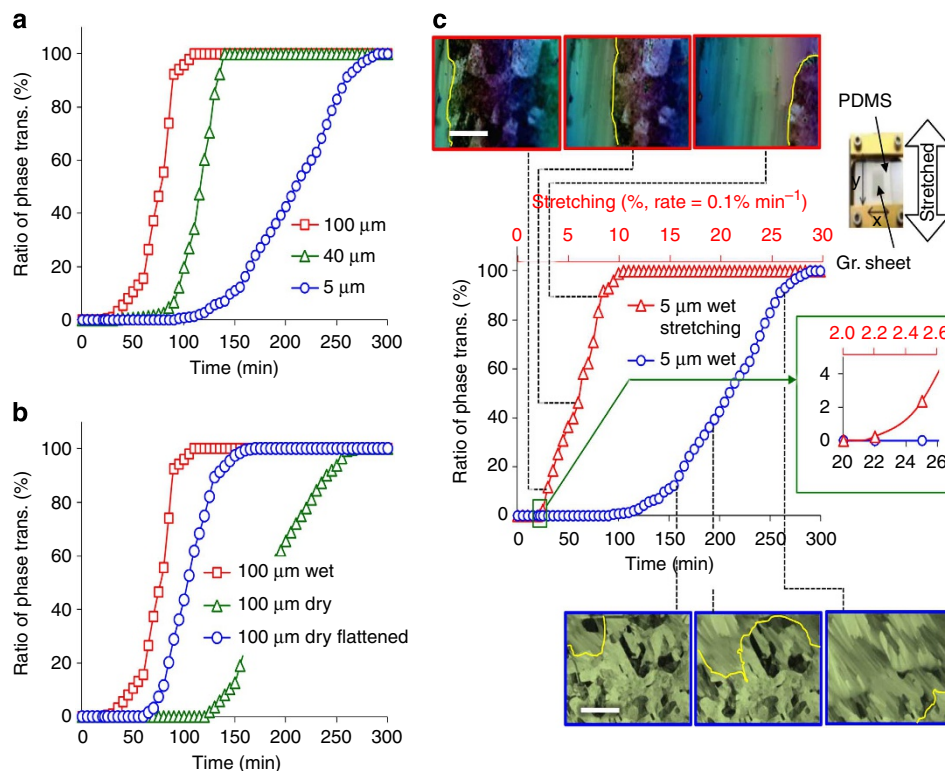 a
Ratio of phase trans. (%)
100
80
60
40
20
0
100 μm
40 μm
5 μm
0 50 100 150 200 250 300
Time (min)
b
Ratio of phase trans. (%)
100
80
60
40
20
0
100 μm wet
100 μm dry
100 μm dry flattened
0 50 100 150 200 250 300
Time (min)
c
PDMS
Stretched
y
x
Gr. sheet
Stretching (%, rate = 0.1% min⁻¹)
0 5 10 15 20 30
Ratio of phase trans. (%)
100
80
60
40
20
0
5 μm wet
stretching
5 μm wet
0 50 100 150 200 250 300
Time (min)
2.0 2.2 2.4 2.6
4
2
0
20 22 24 26